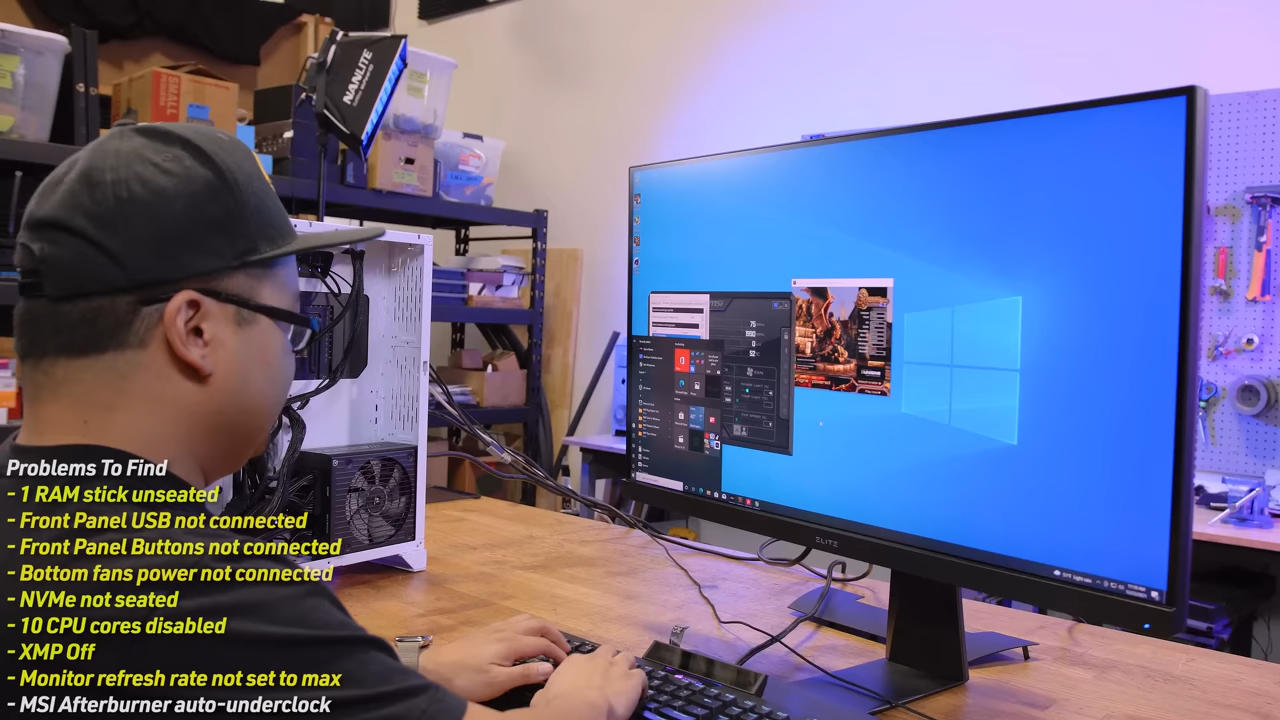 NANLITE
SMALL
Problems To Find
- 1 RAM stick unseated
- Front Panel USB not connected
- Front Panel Buttons not connected
- Bottom fans power not connected
- NVMe not seated
- 10 CPU cores disabled
- XMP Off
- Monitor refresh rate not set to max
- MSI Afterburner auto-underclock
ELITE